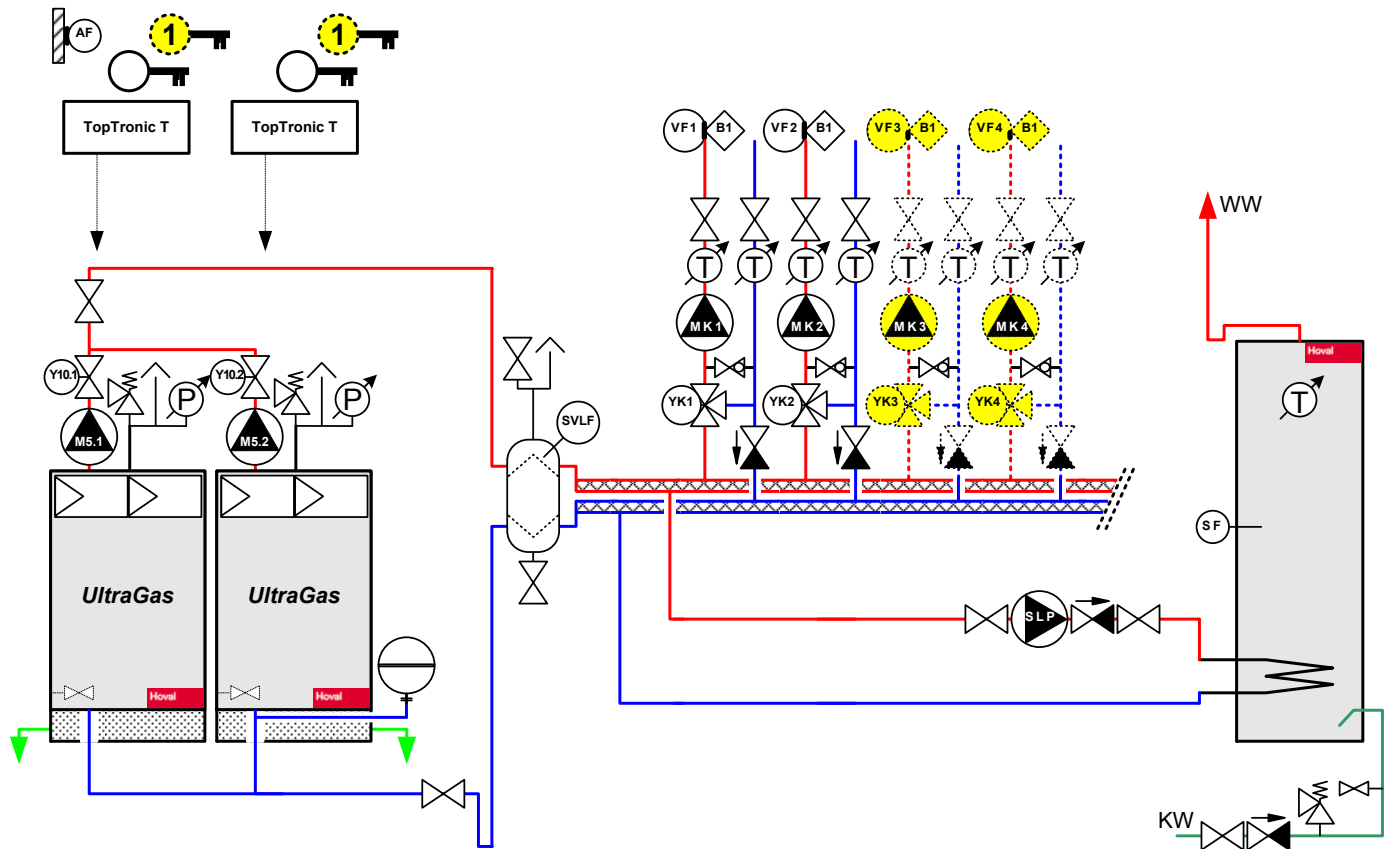 AF
1
1
TopTronic T
TopTronic T
VF1
B1
VF2
B1
VF3
B1
VF4
B1
WW
T
T
T
T
T
T
T
T
MK1
MK2
MK3
MK4
Hoval
Y10.1
P
Y10.2
P
YK1
YK2
YK3
YK4
T
SVLF
M5.1
M5.2
SF
UltraGas
UltraGas
SLP
Hoval
Hoval
KW